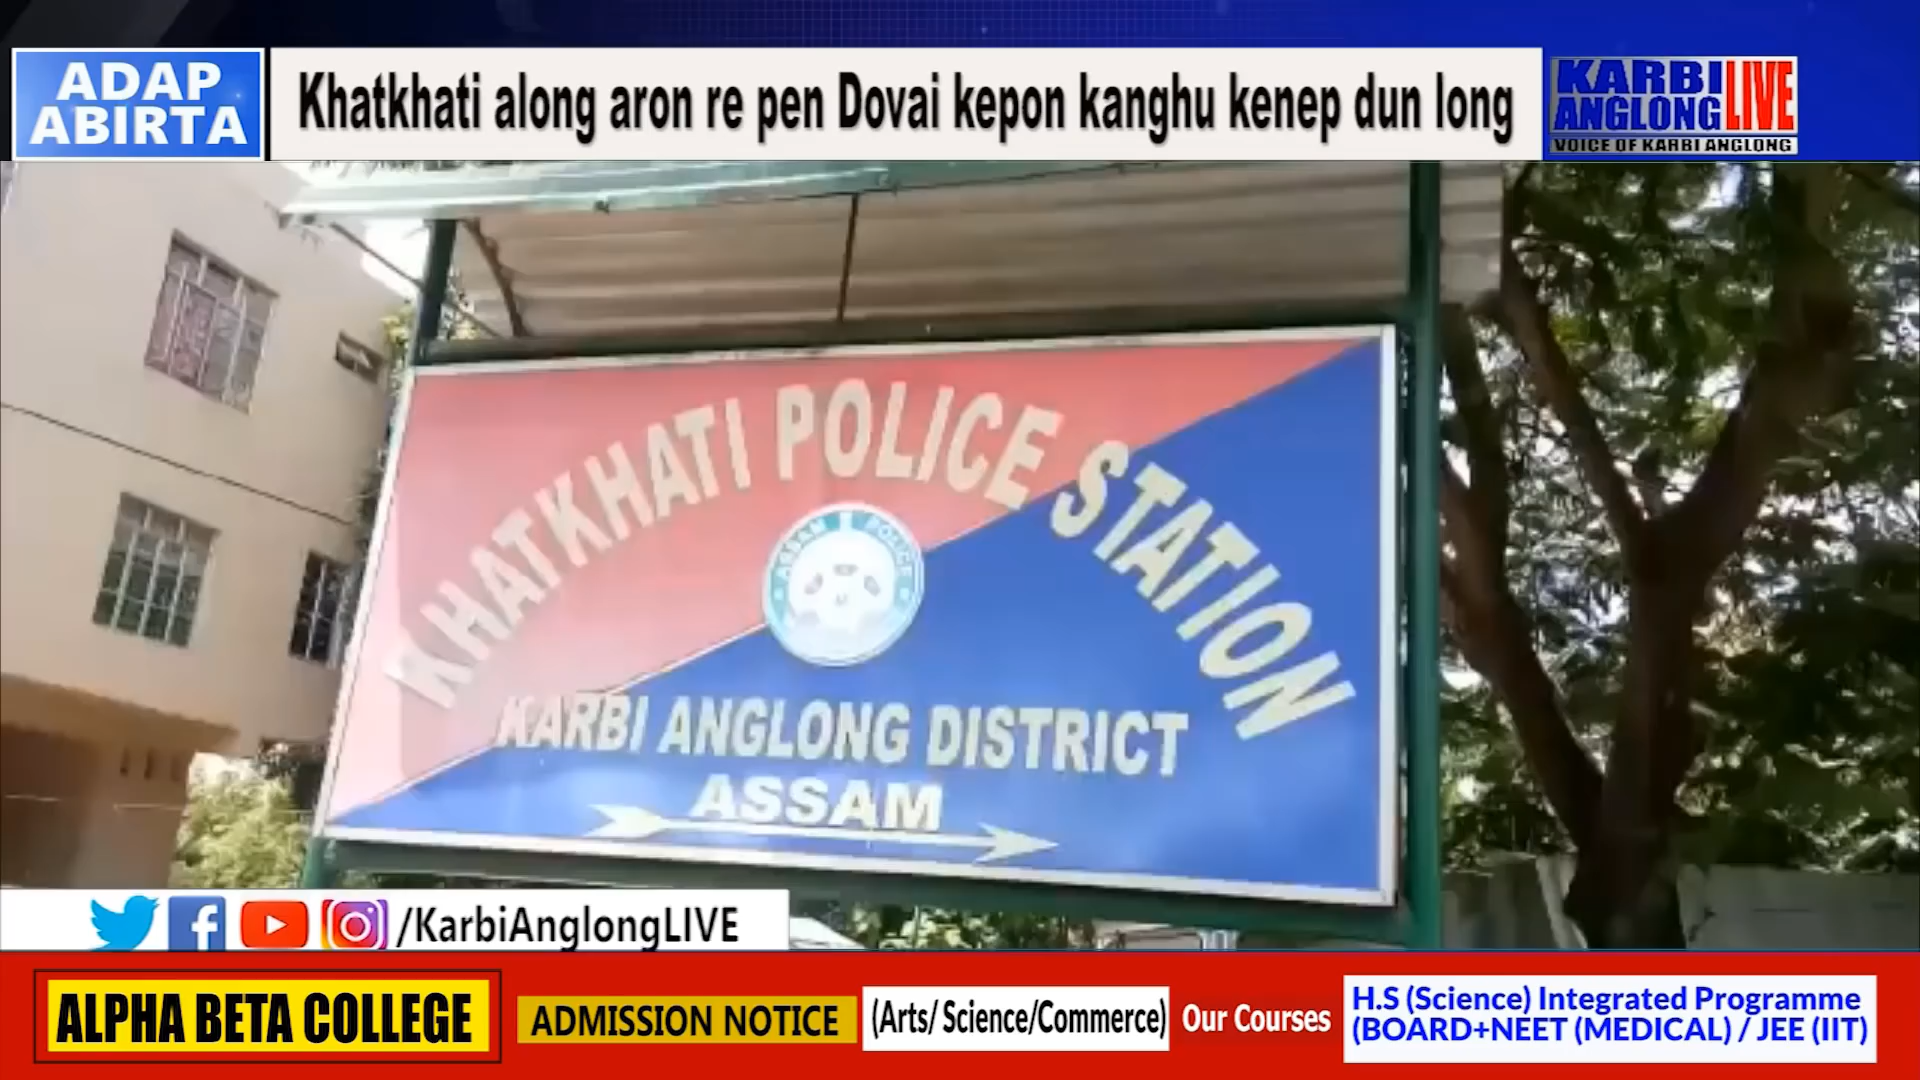 ADAP
ABIRTA
Khatkhati along aron re pen Dovai kepon kanghu kenep dun long
KARBI
ANGLONG
LIVE
VOICE OF KARBI ANGLONG
KHATKHATI POLICE STATION
ASSAM POLICE
KARBI ANGLONG DISTRICT
ASSAM
/KarbiAnglongLIVE
ALPHA BETA COLLEGE
ADMISSION NOTICE
(Arts/ Science/Commerce)
Our Courses
H.S (Science) Integrated Programme
(BOARD+NEET (MEDICAL) / JEE (IIT)